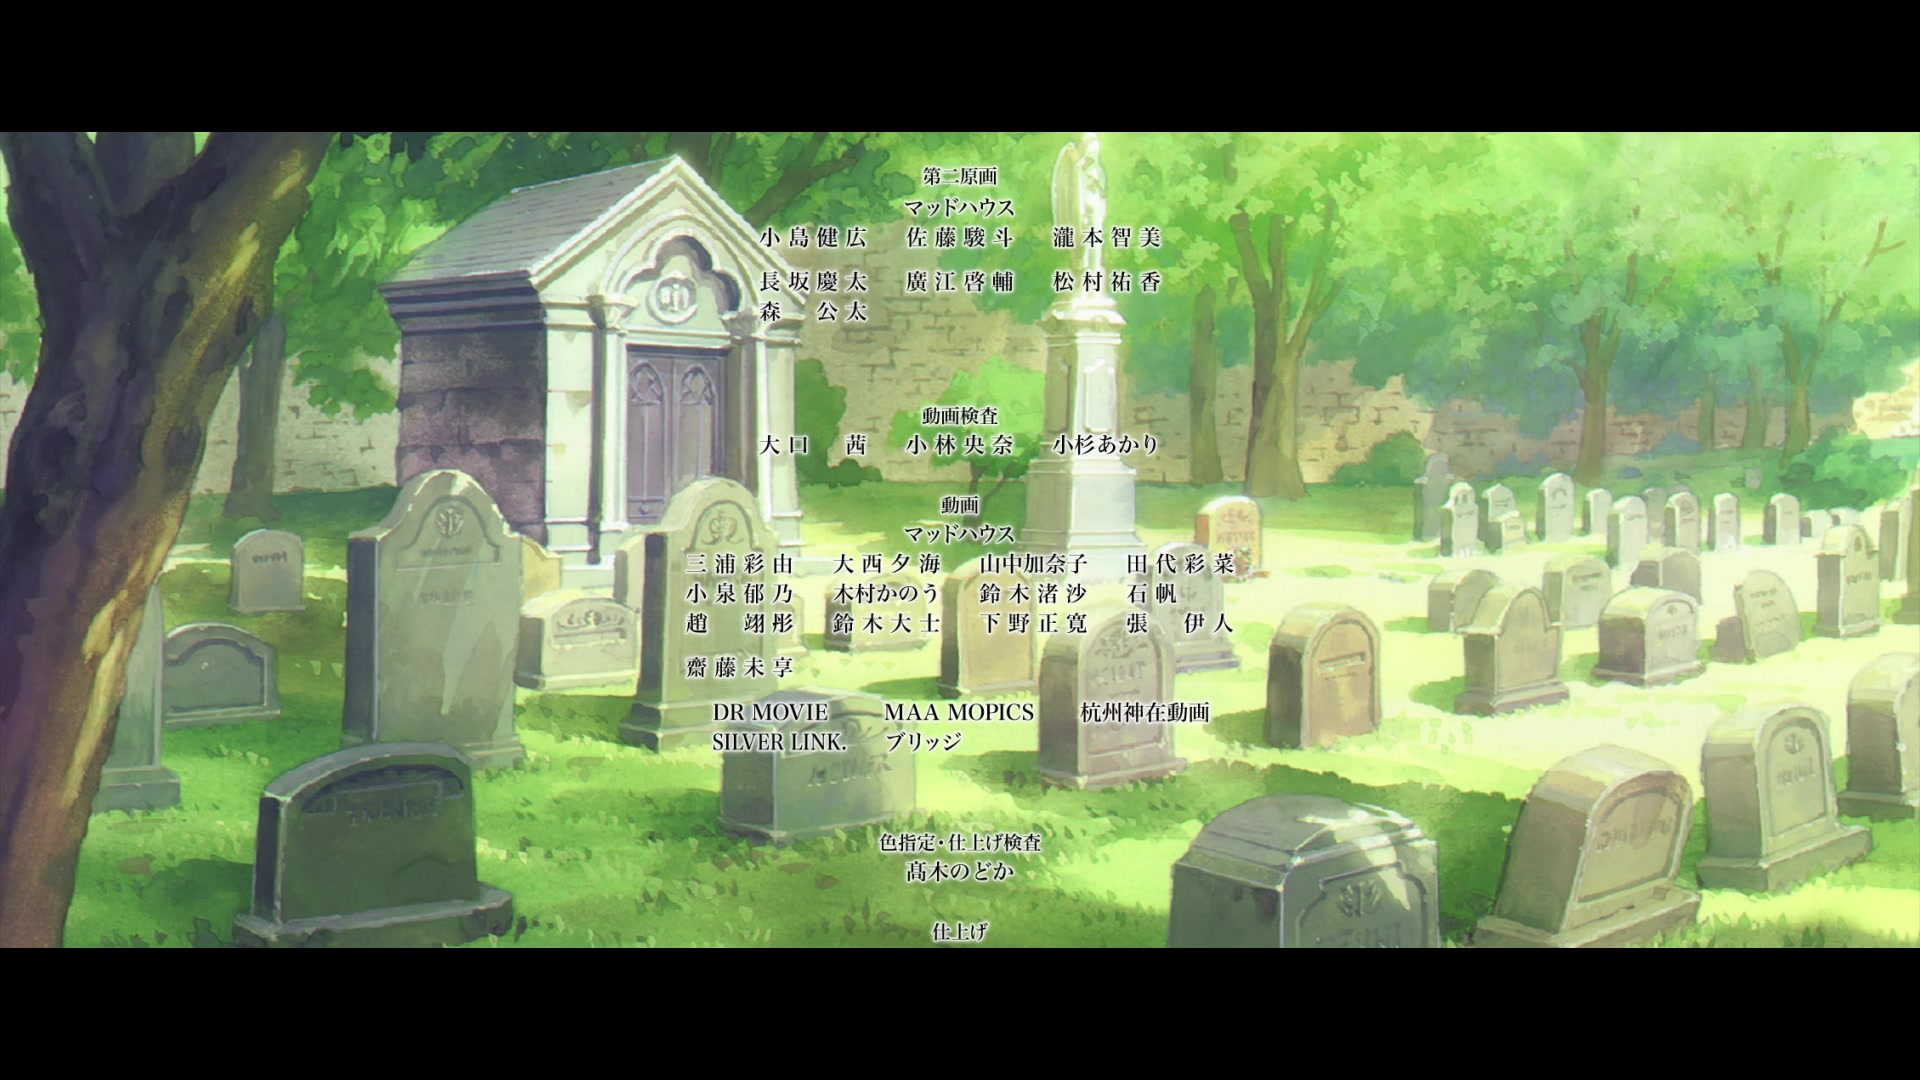 第二原画
マッドハウス
小島健広 佐藤駿斗 瀧本智美
長坂慶太 廣江啓輔 松村祐香
森 公太
動画検査
大口 茜 小林央奈 小杉あかり
動画
マッドハウス
三浦彩由 大西夕海 山中加奈子 田代彩菜
小泉郁乃 木村かのう 鈴木渚沙 石帆
趙 翊彤 鈴木大士 下野正寛 張 伊人
齋藤未享
DR MOVIE MAA MOPICS 杭州神在動画
SILVER LINK. ブリッジ
色指定・仕上げ検査
髙木のどか
仕上げ